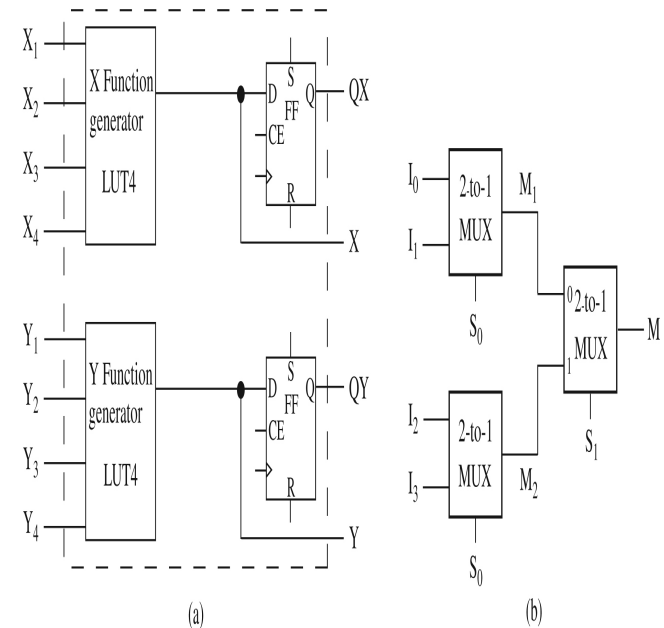 X₁
X₂
X₃
X₄
X Function
generator
LUT4
S
D
Q
FF
CE
R
QX
X
Y₁
Y₂
Y₃
Y₄
Y Function
generator
LUT4
S
D
Q
FF
CE
R
QY
Y
(a)
I₀
I₁
2-to-1
MUX
S₀
M₁
I₂
I₃
2-to-1
MUX
S₀
M₂
0
1
2-to-1
MUX
S₁
M
(b)